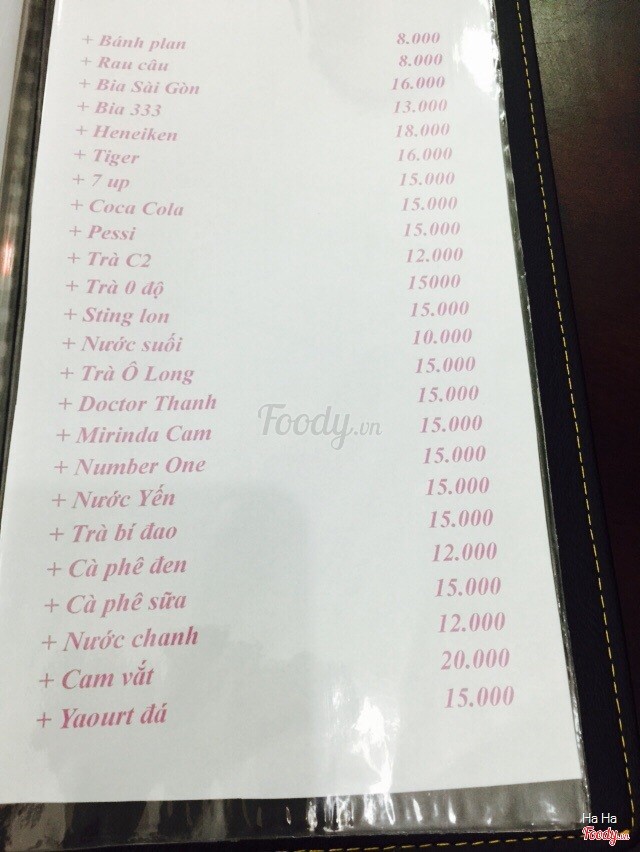 + Bánh plan 8.000
+ Rau câu 8.000
+ Bia Sài Gòn 16.000
+ Bia 333 13.000
+ Heneiken 18.000
+ Tiger 16.000
+ 7 up 15.000
+ Coca Cola 15.000
+ Pessi 15.000
+ Trà C2 12.000
+ Trà 0 độ 15000
+ Sting lon 15.000
+ Nước suối 10.000
+ Trà Ô Long 15.000
+ Doctor Thanh 15.000
+ Mirinda Cam 15.000
+ Number One 15.000
+ Nước Yến 15.000
+ Trà bí đao 15.000
+ Cà phê đen 12.000
+ Cà phê sữa 15.000
+ Nước chanh 12.000
+ Cam vắt 20.000
+ Yaourt đá 15.000
Foody.vn
Ha Ha
Foody.vn